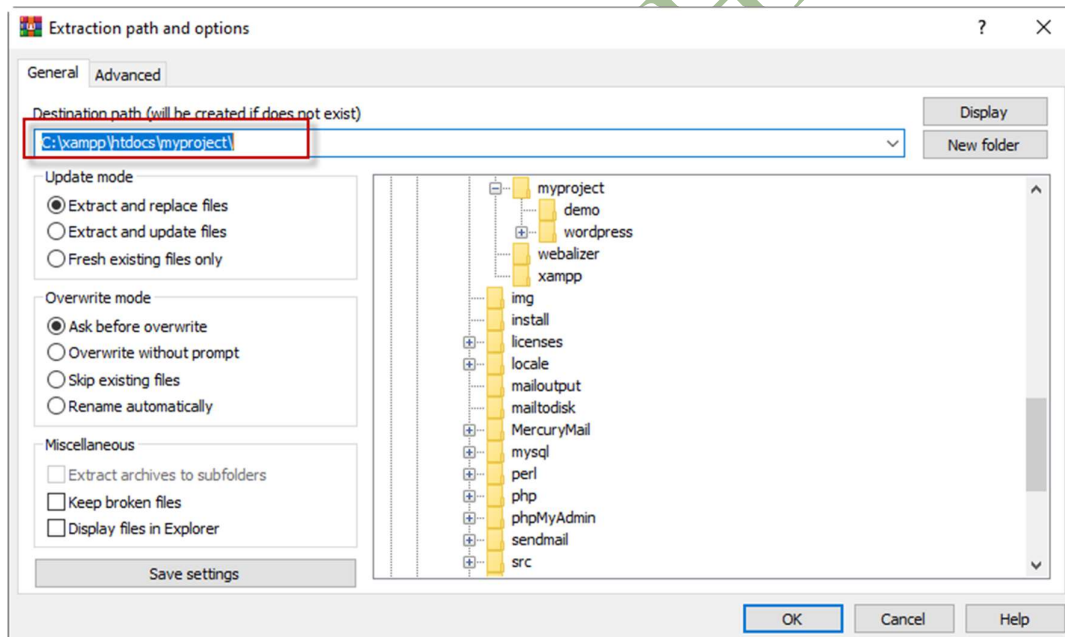 Extraction path and options
?
General
Advanced
Destination path (will be created if does not exist)
Display
C:\xampp\htdocs\myproject\
New folder
Update mode
Extract and replace files
Extract and update files
Fresh existing files only
Overwrite mode
Ask before overwrite
Overwrite without prompt
Skip existing files
Rename automatically
Miscellaneous
Extract archives to subfolders
Keep broken files
Display files in Explorer
Save settings
myproject
demo
wordpress
webalizer
xampp
img
install
licenses
locale
mailoutput
mailtodisk
MercuryMail
mysql
perl
php
phpMyAdmin
sendmail
src
OK
Cancel
Help